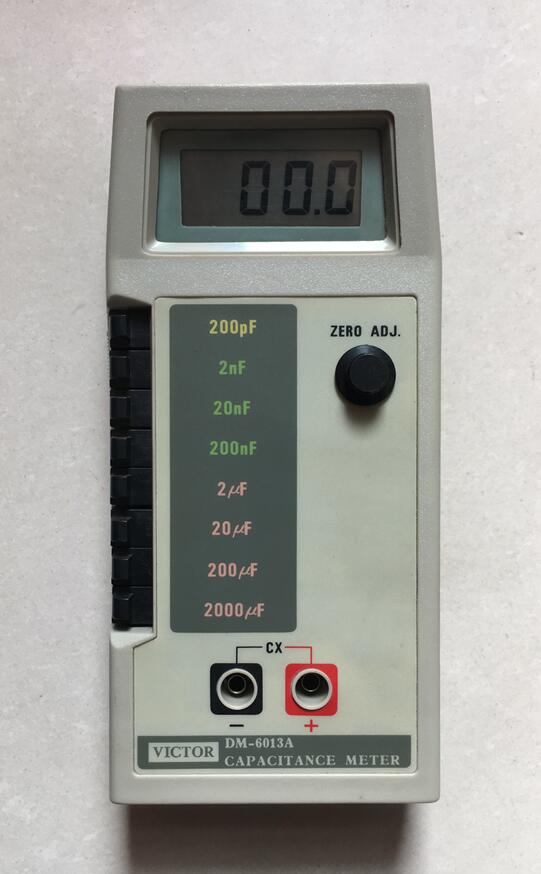 00.0
200pF
ZERO ADJ.
2nF
20nF
200nF
2μF
20μF
200μF
2000μF
CX
− +
VICTOR
DM-6013A
CAPACITANCE METER